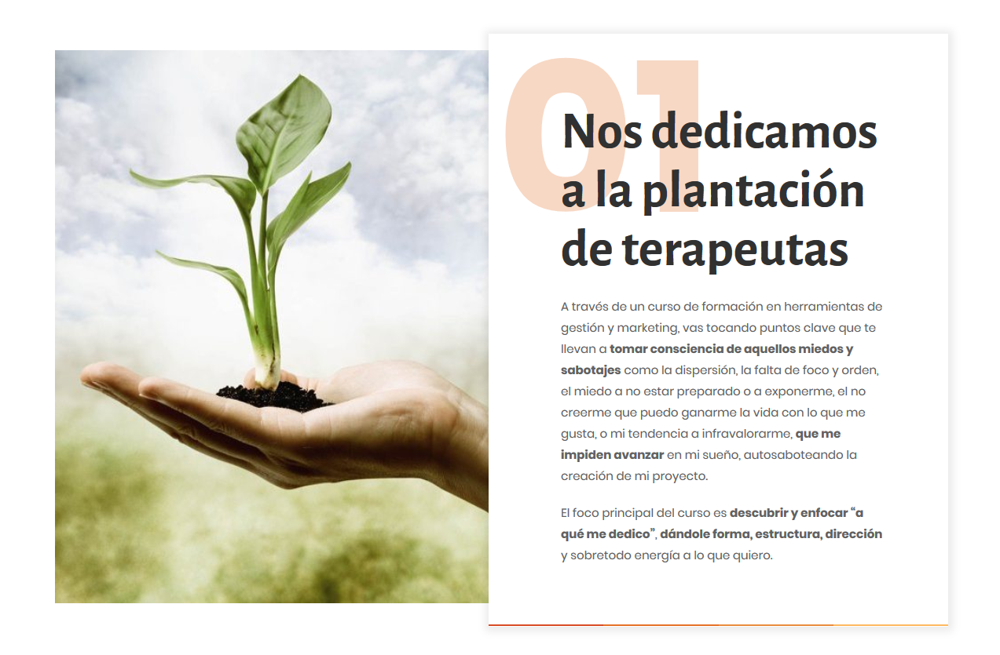 01
Nos dedicamos
a la plantación
de terapeutas
A través de un curso de formación en herramientas de
gestión y marketing, vas tocando puntos clave que te
llevan a tomar consciencia de aquellos miedos y
sabotajes como la dispersión, la falta de foco y orden,
el miedo a no estar preparado o a exponerme, el no
creerme que puedo ganarme la vida con lo que me
gusta, o mi tendencia a infravalorarme, que me
impiden avanzar en mi sueño, autosaboteando la
creación de mi proyecto.
El foco principal del curso es descubrir y enfocar “a
qué me dedico”, dándole forma, estructura, dirección
y sobretodo energía a lo que quiero.